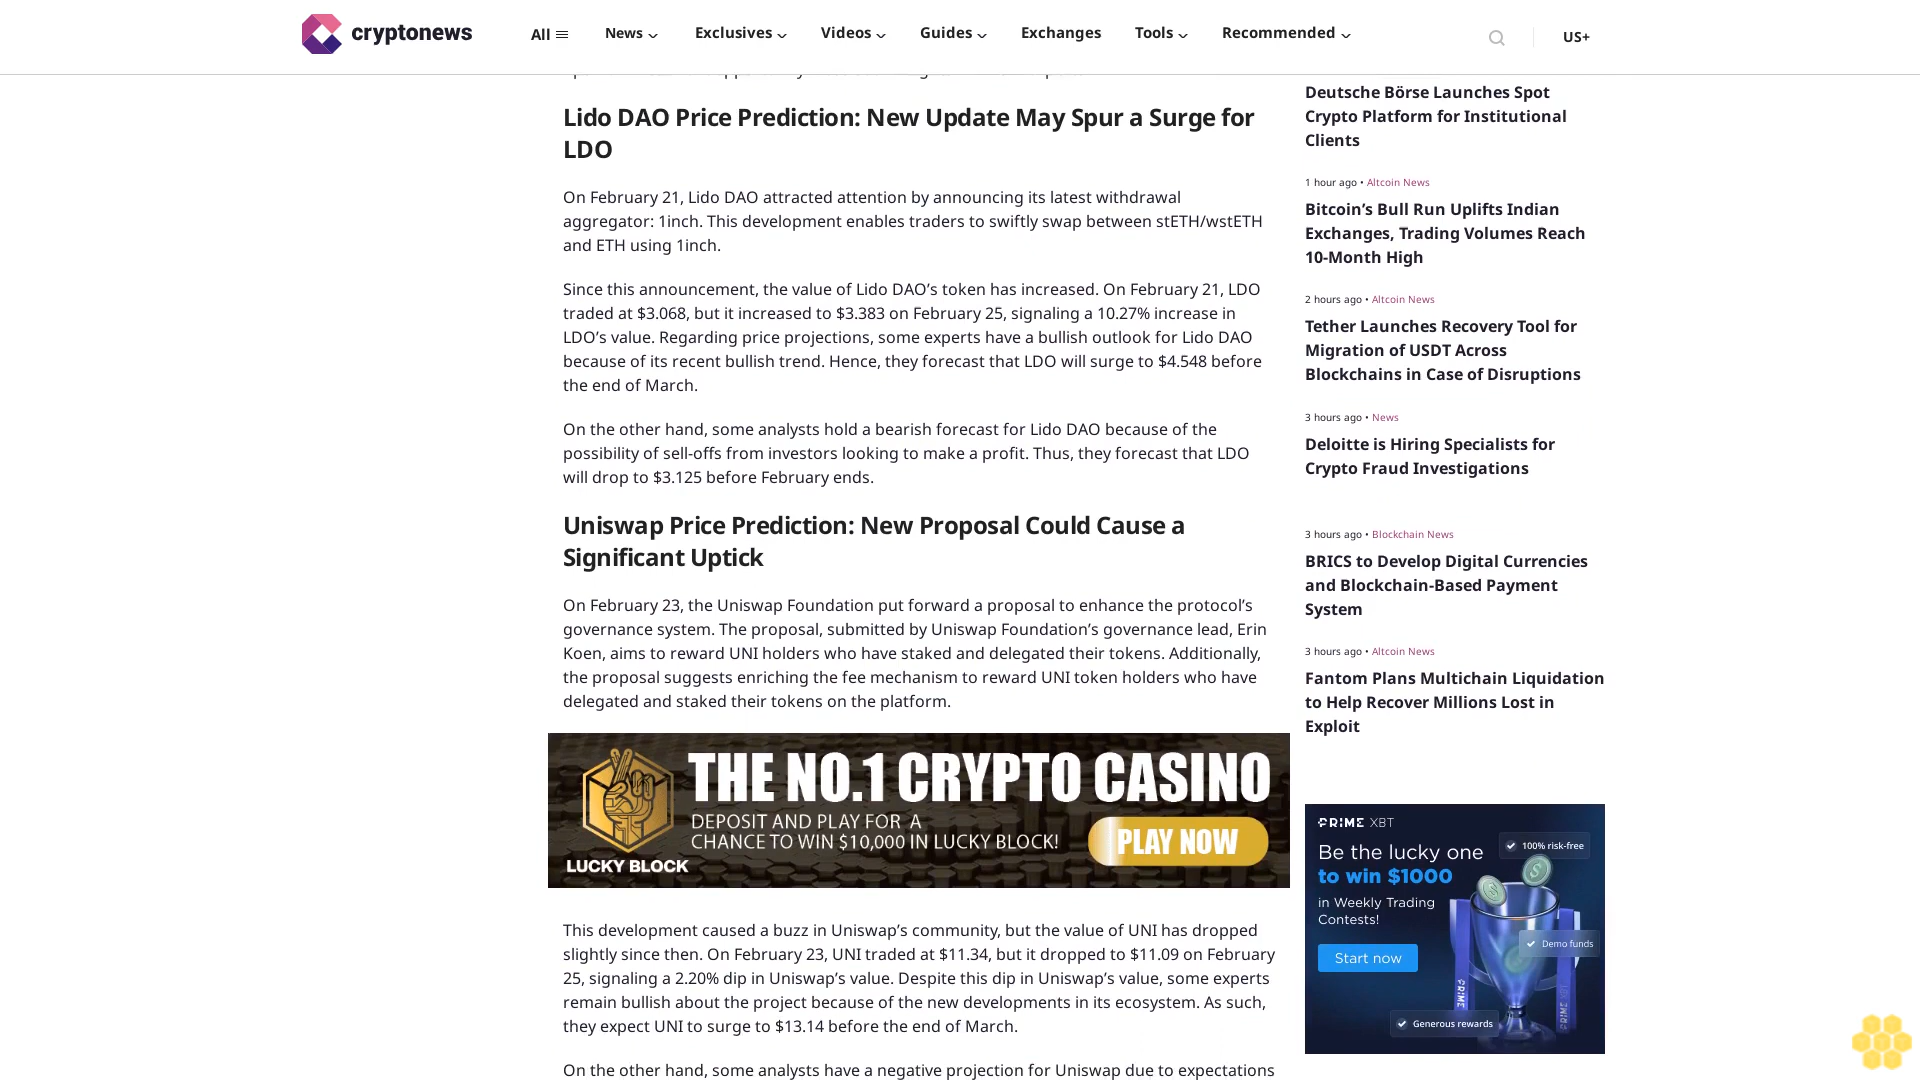 cryptonews
All
News
Exclusives
Videos
Guides
Exchanges
Tools
Recommended
US+
Lido DAO Price Prediction: New Update May Spur a Surge for
LDO
On February 21, Lido DAO attracted attention by announcing its latest withdrawal
aggregator: 1inch. This development enables traders to swiftly swap between stETH/wstETH
and ETH using 1inch.
Since this announcement, the value of Lido DAO’s token has increased. On February 21, LDO
traded at $3.068, but it increased to $3.383 on February 25, signaling a 10.27% increase in
LDO’s value. Regarding price projections, some experts have a bullish outlook for Lido DAO
because of its recent bullish trend. Hence, they forecast that LDO will surge to $4.548 before
the end of March.
On the other hand, some analysts hold a bearish forecast for Lido DAO because of the
possibility of sell-offs from investors looking to make a profit. Thus, they forecast that LDO
will drop to $3.125 before February ends.
Uniswap Price Prediction: New Proposal Could Cause a
Significant Uptick
On February 23, the Uniswap Foundation put forward a proposal to enhance the protocol’s
governance system. The proposal, submitted by Uniswap Foundation’s governance lead, Erin
Koen, aims to reward UNI holders who have staked and delegated their tokens. Additionally,
the proposal suggests enriching the fee mechanism to reward UNI token holders who have
delegated and staked their tokens on the platform.
THE NO.1 CRYPTO CASINO
DEPOSIT AND PLAY FOR A
CHANCE TO WIN $10,000 IN LUCKY BLOCK!
PLAY NOW
LUCKY BLOCK
This development caused a buzz in Uniswap’s community, but the value of UNI has dropped
slightly since then. On February 23, UNI traded at $11.34, but it dropped to $11.09 on February
25, signaling a 2.20% dip in Uniswap’s value. Despite this dip in Uniswap’s value, some experts
remain bullish about the project because of the new developments in its ecosystem. As such,
they expect UNI to surge to $13.14 before the end of March.
On the other hand, some analysts have a negative projection for Uniswap due to expectations
Deutsche Börse Launches Spot
Crypto Platform for Institutional
Clients
1 hour ago • Altcoin News
Bitcoin’s Bull Run Uplifts Indian
Exchanges, Trading Volumes Reach
10-Month High
2 hours ago • Altcoin News
Tether Launches Recovery Tool for
Migration of USDT Across
Blockchains in Case of Disruptions
3 hours ago • News
Deloitte is Hiring Specialists for
Crypto Fraud Investigations
3 hours ago • Blockchain News
BRICS to Develop Digital Currencies
and Blockchain-Based Payment
System
3 hours ago • Altcoin News
Fantom Plans Multichain Liquidation
to Help Recover Millions Lost in
Exploit
PRIME XBT
100% risk-free
Be the lucky one
to win $1000
in Weekly Trading
Contests!
Demo funds
Start now
Generous rewards